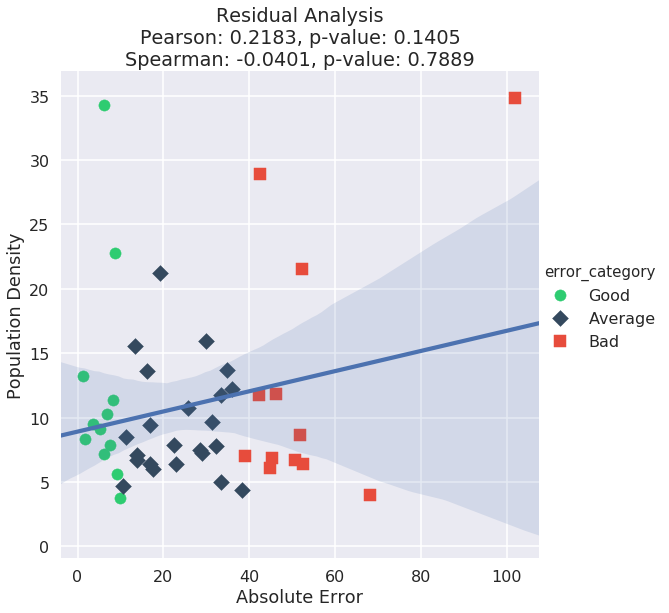 Residual Analysis
Pearson: 0.2183, p-value: 0.1405
Spearman: -0.0401, p-value: 0.7889
35
30
25
20
15
10
5
0
Population Density
0 20 40 60 80 100
Absolute Error
error_category
Good
Average
Bad